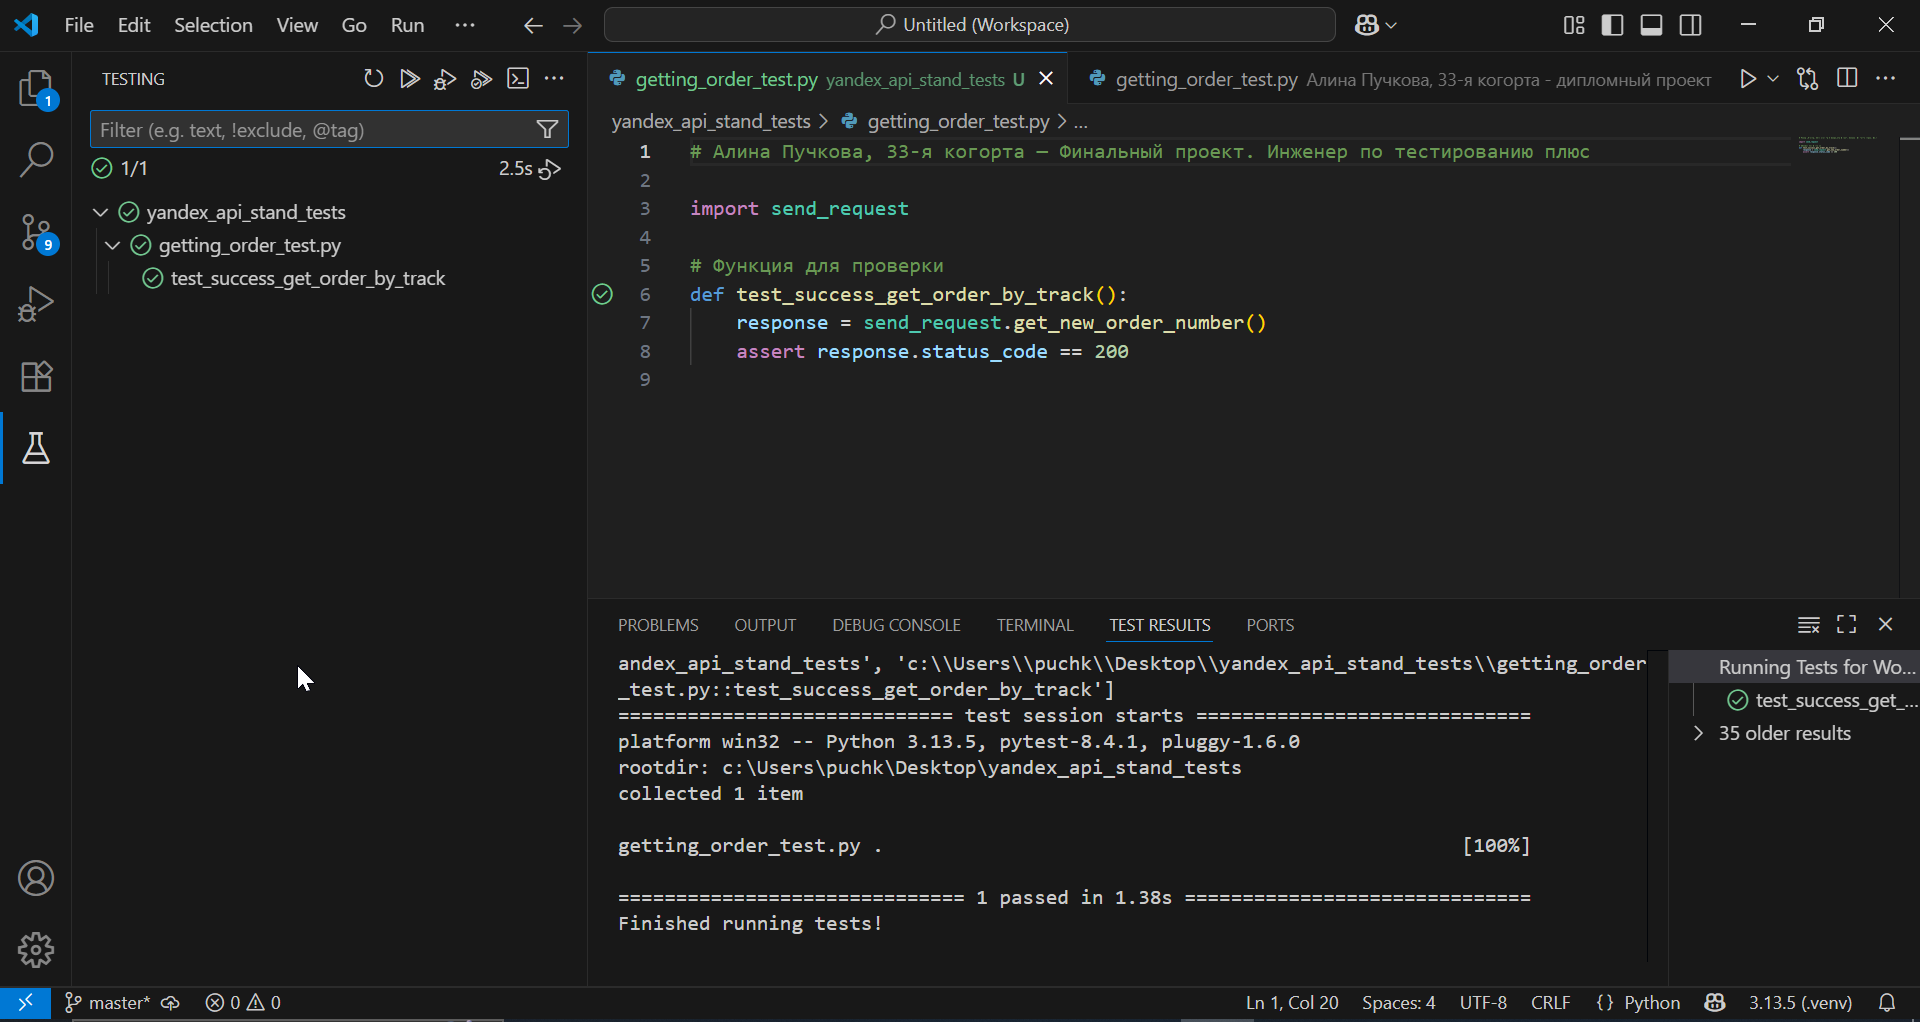 File Edit Selection View Go Run ··· Untitled (Workspace)
TESTING
Filter (e.g. text, !exclude, @tag)
1/1 2.5s
yandex_api_stand_tests
getting_order_test.py
test_success_get_order_by_track
getting_order_test.py yandex_api_stand_tests U getting_order_test.py Алина Пучкова, 33-я когорта - дипломный проект
yandex_api_stand_tests > getting_order_test.py > ...
1 # Алина Пучкова, 33-я когорта — Финальный проект. Инженер по тестированию плюс
2
3 import send_request
4
5 # Функция для проверки
6 def test_success_get_order_by_track():
7 response = send_request.get_new_order_number()
8 assert response.status_code == 200
9
PROBLEMS OUTPUT DEBUG CONSOLE TERMINAL TEST RESULTS PORTS
andex_api_stand_tests', 'c:\\Users\\puchk\\Desktop\\yandex_api_stand_tests\\getting_order
_test.py::test_success_get_order_by_track']
============================= test session starts =============================
platform win32 -- Python 3.13.5, pytest-8.4.1, pluggy-1.6.0
rootdir: c:\Users\puchk\Desktop\yandex_api_stand_tests
collected 1 item
getting_order_test.py . [100%]
============================== 1 passed in 1.38s ==============================
Finished running tests!
Running Tests for Wo...
test_success_get_...
35 older results
1
9
master* 0 0 Ln 1, Col 20 Spaces: 4 UTF-8 CRLF {} Python 3.13.5 (.venv)